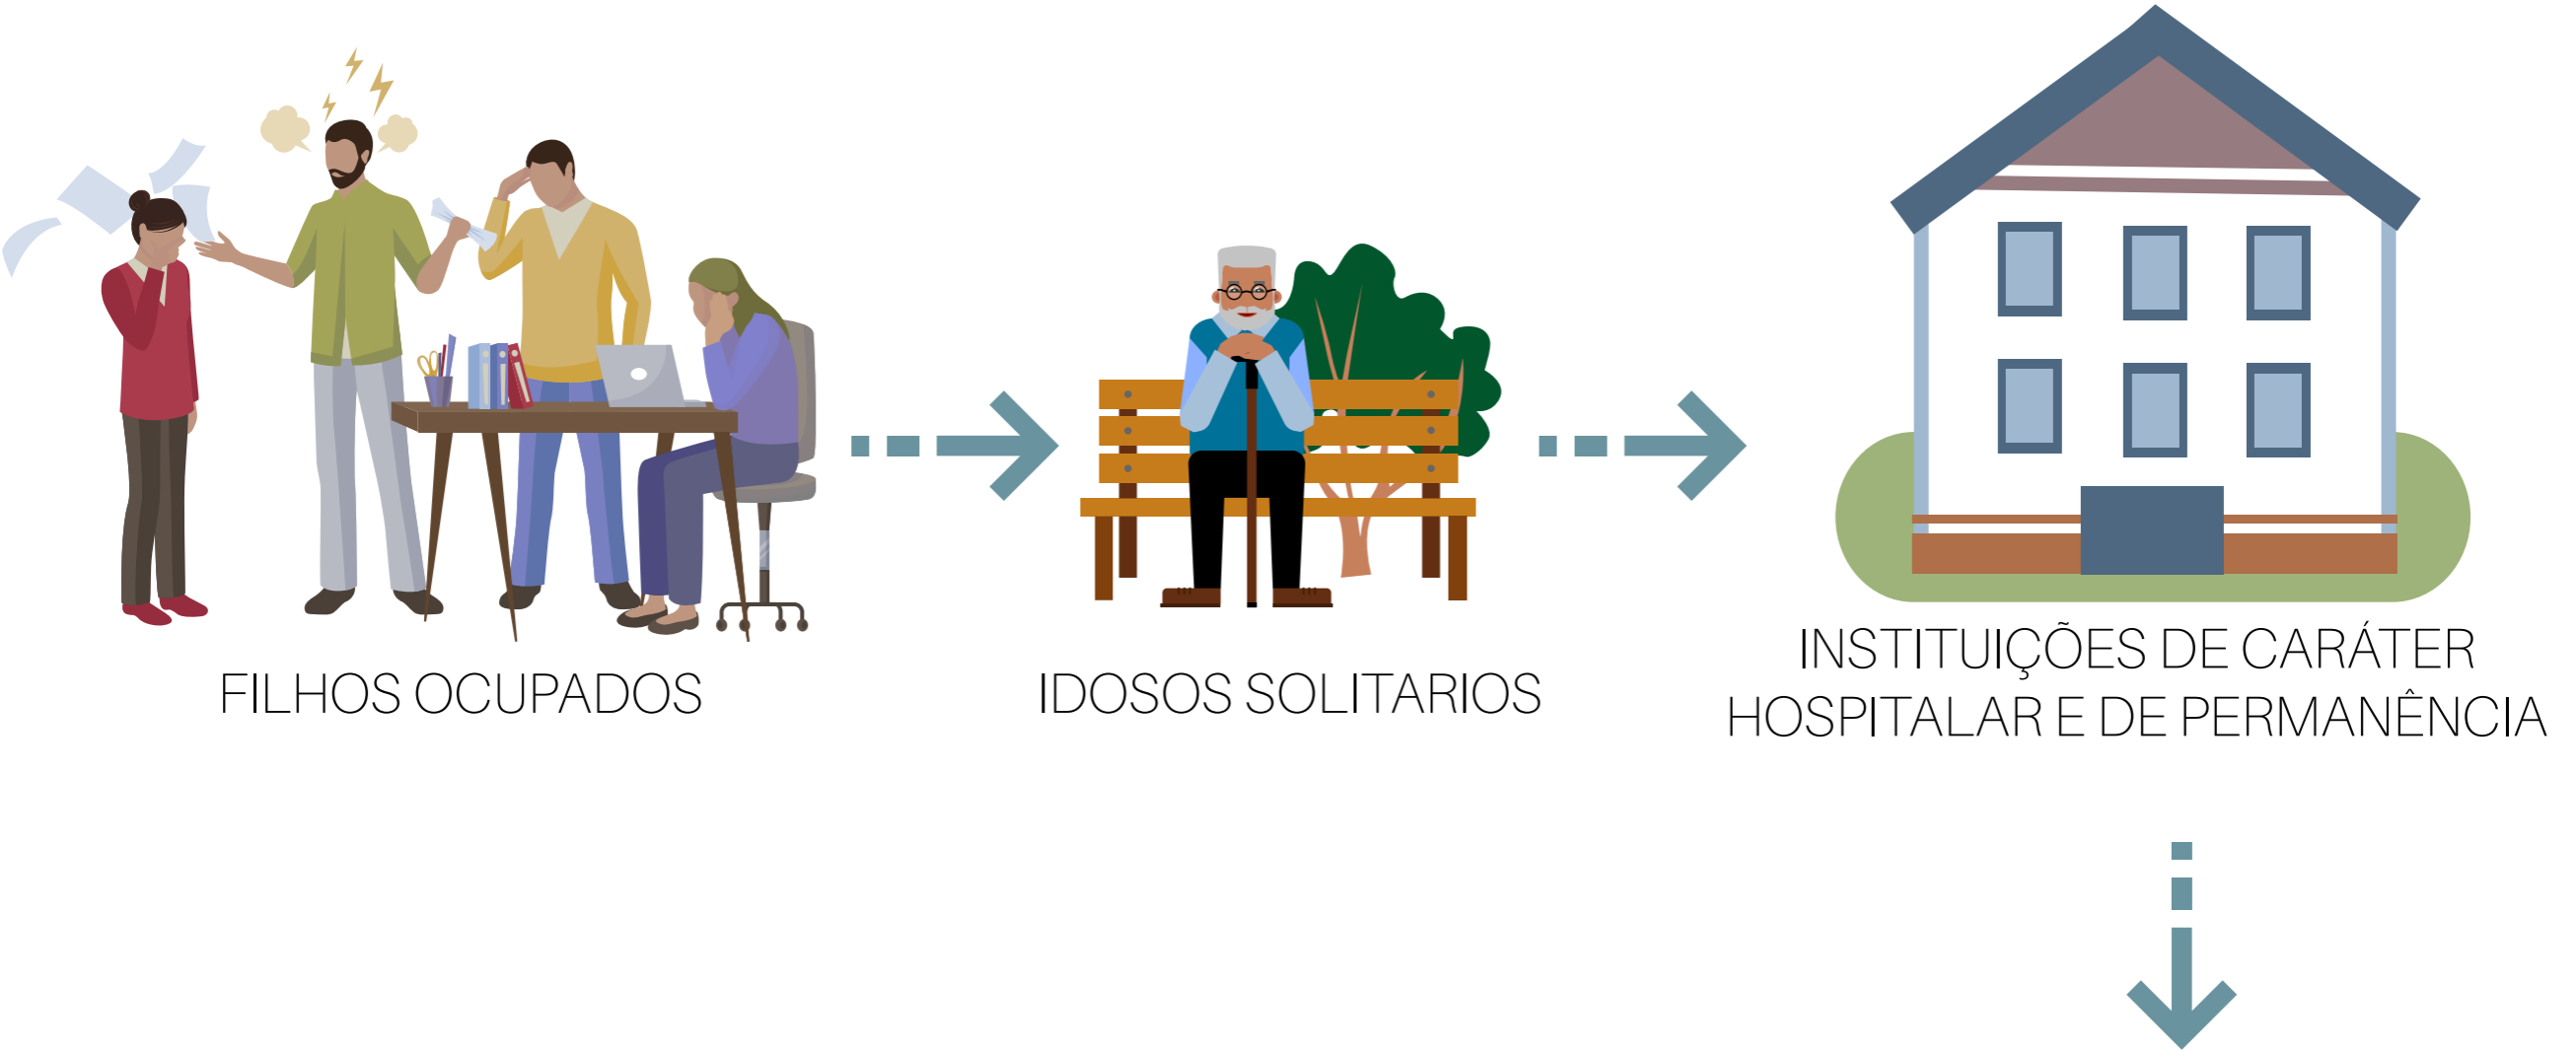 FILHOS OCUPADOS
IDOSOS SOLITARIOS
INSTITUIÇÕES DE CARÁTER
HOSPITALAR E DE PERMANÊNCIA